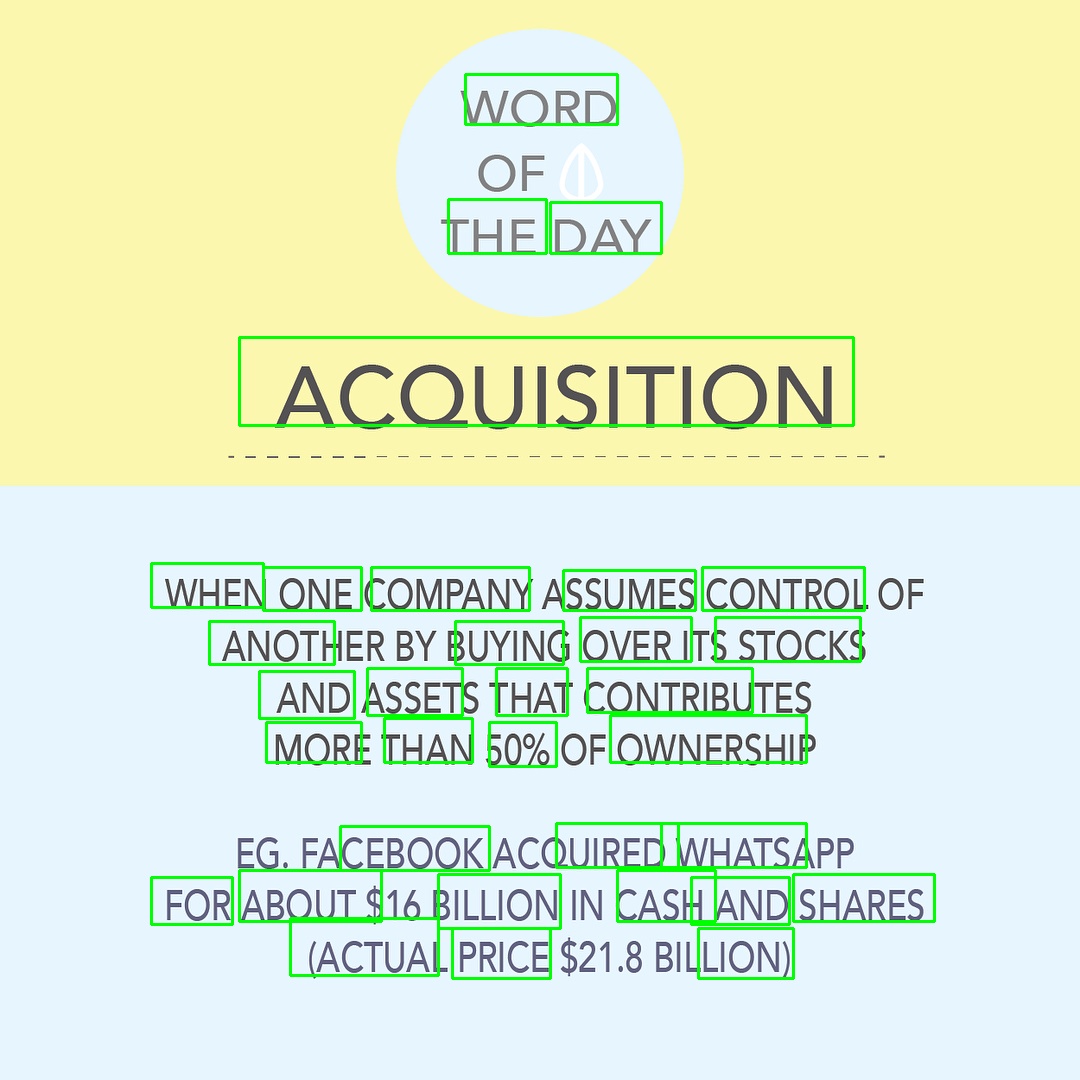 WORD
OF
THE DAY
ACQUISITION
WHEN ONE COMPANY ASSUMES CONTROL OF
ANOTHER BY BUYING OVER ITS STOCKS
AND ASSETS THAT CONTRIBUTES
MORE THAN 50% OF OWNERSHIP
EG. FACEBOOK ACQUIRED WHATSAPP
FOR ABOUT $16 BILLION IN CASH AND SHARES
(ACTUAL PRICE $21.8 BILLION)